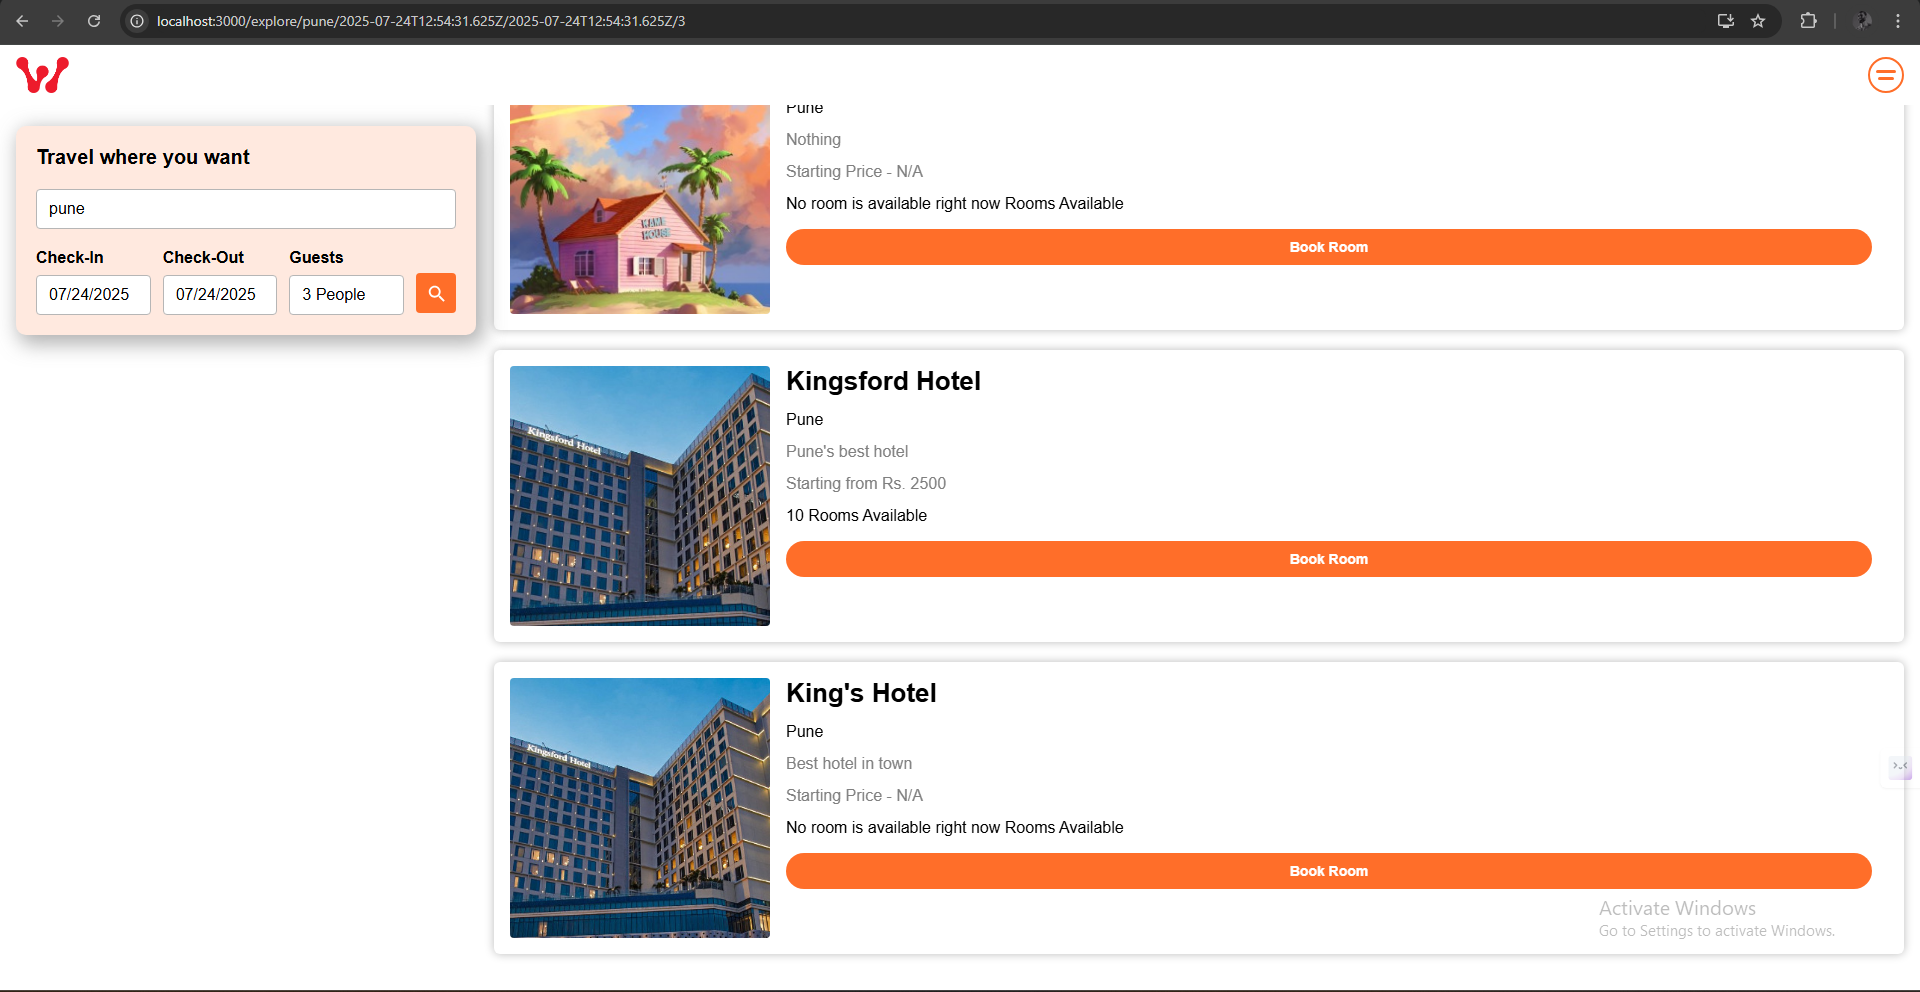 localhost:3000/explore/pune/2025-07-24T12:54:31.625Z/2025-07-24T12:54:31.625Z/3
Travel where you want
pune
Check-In
Check-Out
Guests
07/24/2025
07/24/2025
3 People
KAME
HOUSE
Pune
Nothing
Starting Price - N/A
No room is available right now Rooms Available
Book Room
Kingsford Hotel
Kingsford Hotel
Pune
Pune's best hotel
Starting from Rs. 2500
10 Rooms Available
Book Room
Kingsford Hotel
King's Hotel
Pune
Best hotel in town
Starting Price - N/A
No room is available right now Rooms Available
Book Room
Activate Windows
Go to Settings to activate Windows.